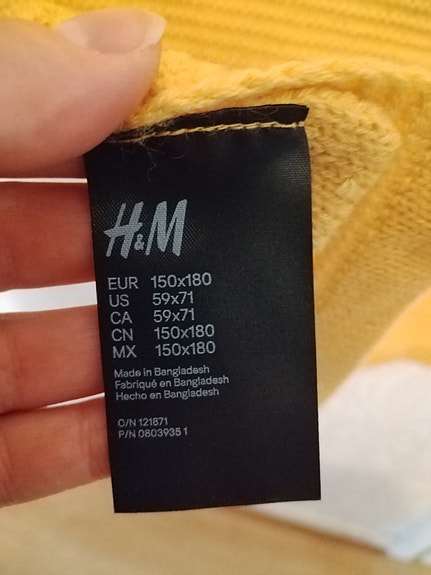 H&M
EUR 150x180
US 59x71
CA 59x71
CN 150x180
MX 150x180
Made in Bangladesh
Fabriqué en Bangladesh
Hecho en Bangladesh
O/N 121871
P/N 0803935 1